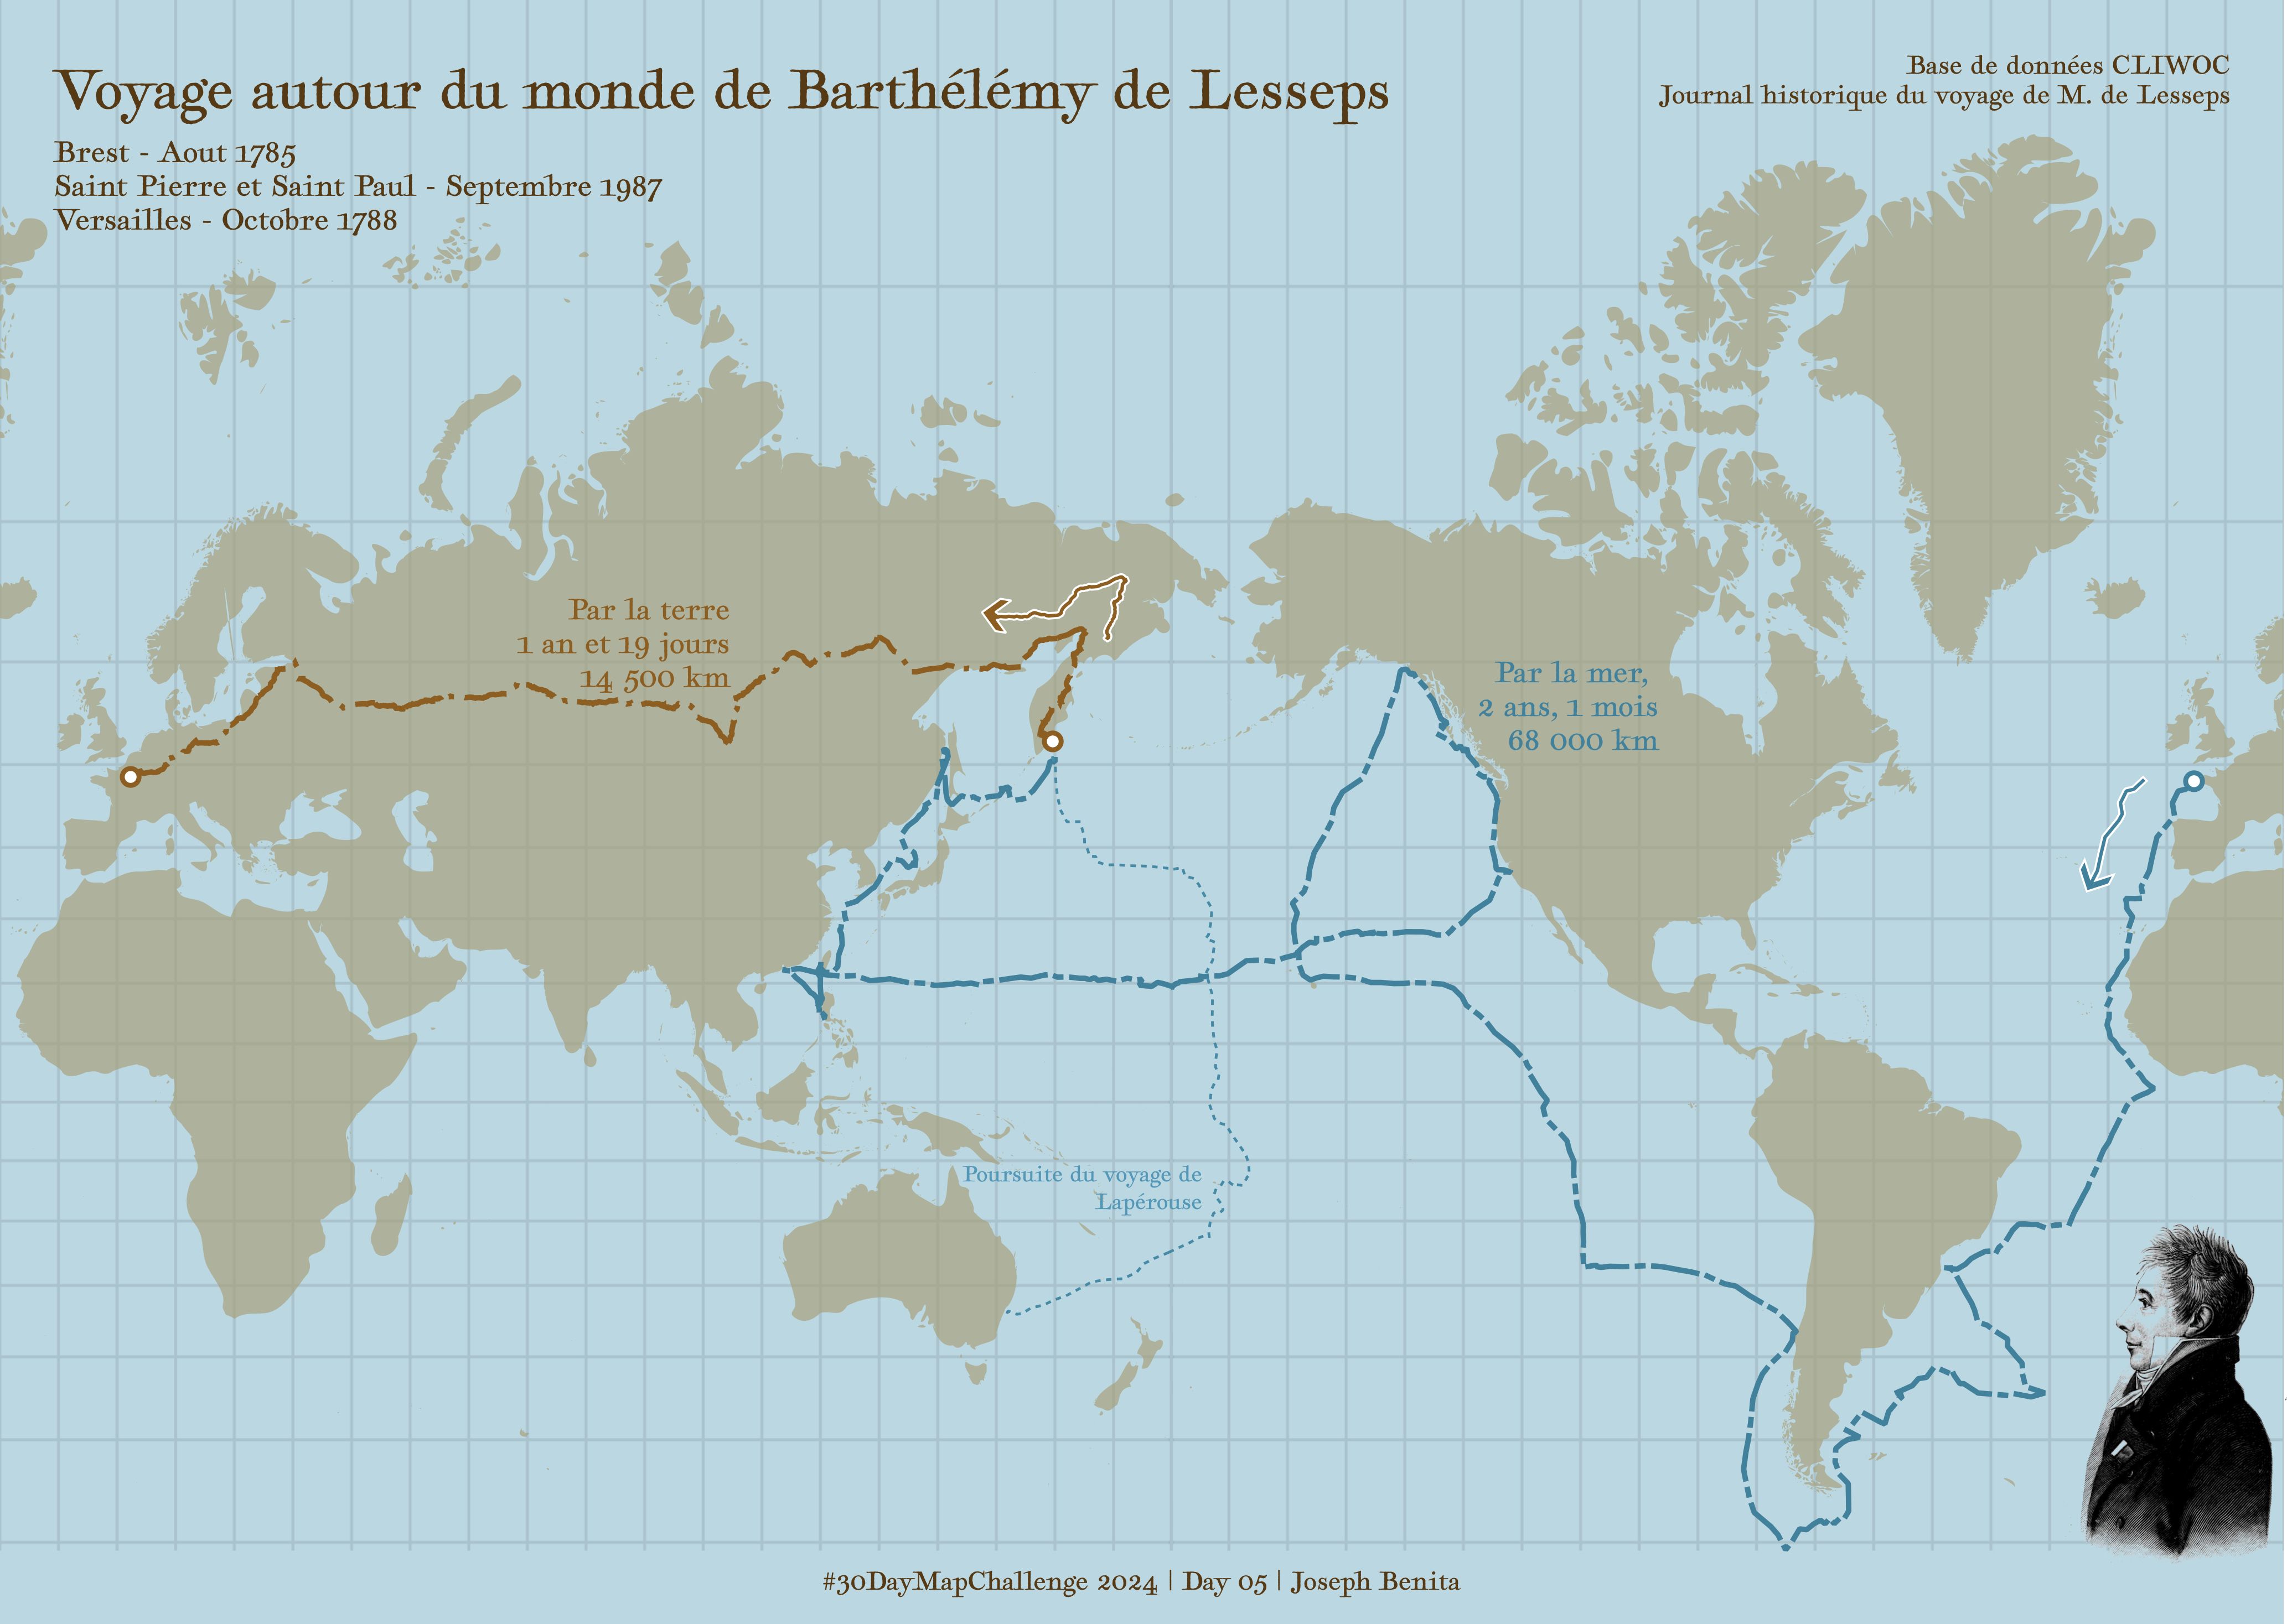 Voyage autour du monde de Barthélémy de Lesseps
Brest - Aout 1785
Saint Pierre et Saint Paul - Septembre 1987
Versailles - Octobre 1788
Base de données CLIWOC
Journal historique du voyage de M. de Lesseps
Par la terre
1 an et 19 jours
14 500 km
Par la mer,
2 ans, 1 mois
68 000 km
Poursuite du voyage de
Lapérouse
#30DayMapChallenge 2024 | Day 05 | Joseph Benita